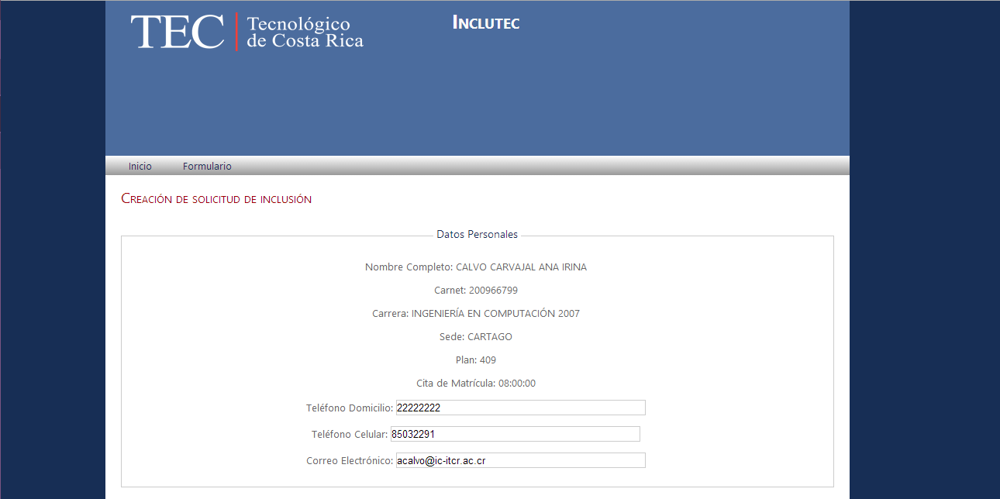 TEC Tecnológico de Costa Rica
INCLUTEC
Inicio Formulario
CREACIÓN DE SOLICITUD DE INCLUSIÓN
Datos Personales
Nombre Completo: CALVO CARVAJAL ANA IRINA
Carnet: 200966799
Carrera: INGENIERÍA EN COMPUTACIÓN 2007
Sede: CARTAGO
Plan: 409
Cita de Matrícula: 08:00:00
Teléfono Domicilio: 22222222
Teléfono Celular: 85032291
Correo Electrónico: acalvo@ic-itcr.ac.cr